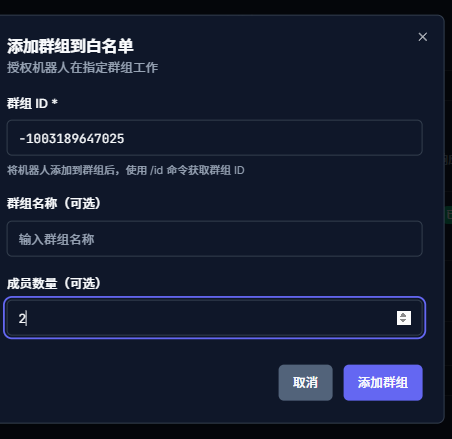 添加群组到白名单
授权机器人在指定群组工作
群组 ID *
-1003189647025
将机器人添加到群组后，使用 /id 命令获取群组 ID
群组名称（可选）
输入群组名称
成员数量（可选）
2
取消
添加群组